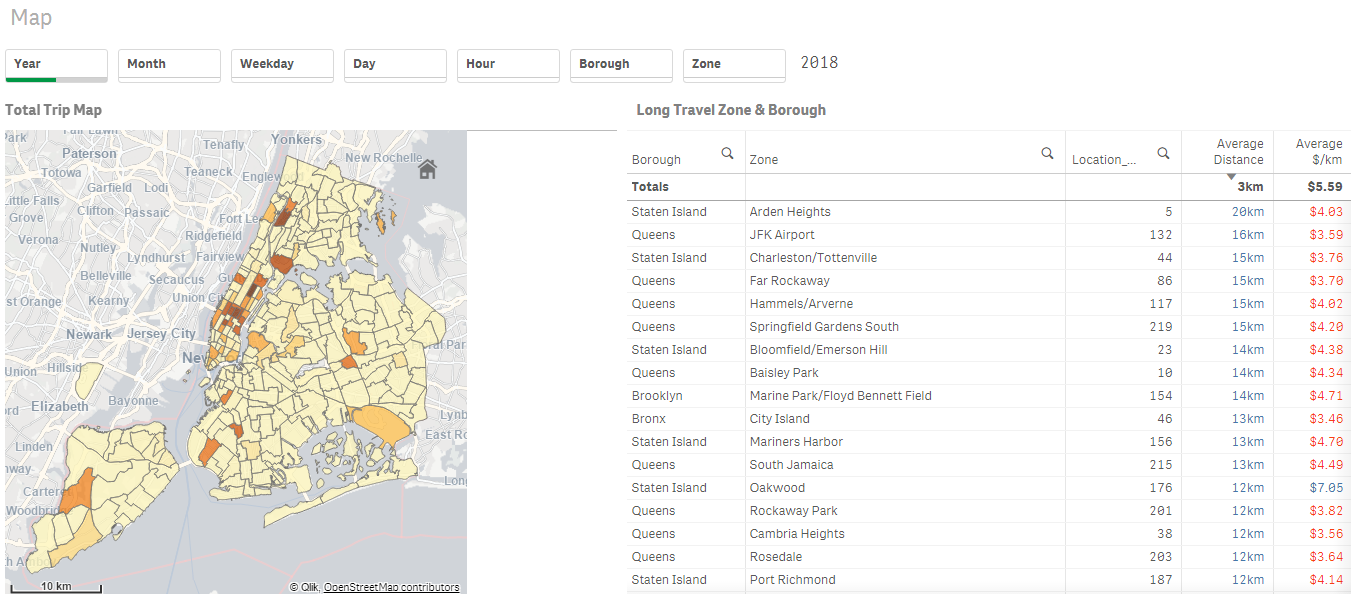 Map
Year
Month
Weekday
Day
Hour
Borough
Zone
2018
Total Trip Map
Park
Fair Lawn
Paterson
Totowa
Tenafly
Yonkers
New Rochelle
Teaneck
Englewood
Garfield
Lodi
Little Falls
Grove
Clifton
Passaic
Fort Lee
Ridgefield
Verona
Nutley
Lyndhurst
Fairview
Belleville
Secaucus
st Orange
Kearny
Union
Newark
Jersey City
New
Union
Hillside
Elizabeth
Bayonne
Linden
Carteret
Woodbridge
Lynb
East Ro
10 km
© Qlik, OpenStreetMap contributors
Long Travel Zone & Borough
Borough Zone Location_... Average Distance Average $/km
Totals 3km $5.59
Staten Island Arden Heights 5 20km $4.03
Queens JFK Airport 132 16km $3.59
Staten Island Charleston/Tottenville 44 15km $3.76
Queens Far Rockaway 86 15km $3.70
Queens Hammels/Arverne 117 15km $4.02
Queens Springfield Gardens South 219 15km $4.20
Staten Island Bloomfield/Emerson Hill 23 14km $4.38
Queens Baisley Park 10 14km $4.34
Brooklyn Marine Park/Floyd Bennett Field 154 14km $4.71
Bronx City Island 46 13km $3.46
Staten Island Mariners Harbor 156 13km $4.70
Queens South Jamaica 215 13km $4.49
Staten Island Oakwood 176 12km $7.05
Queens Rockaway Park 201 12km $3.82
Queens Cambria Heights 38 12km $3.56
Queens Rosedale 203 12km $3.64
Staten Island Port Richmond 187 12km $4.14